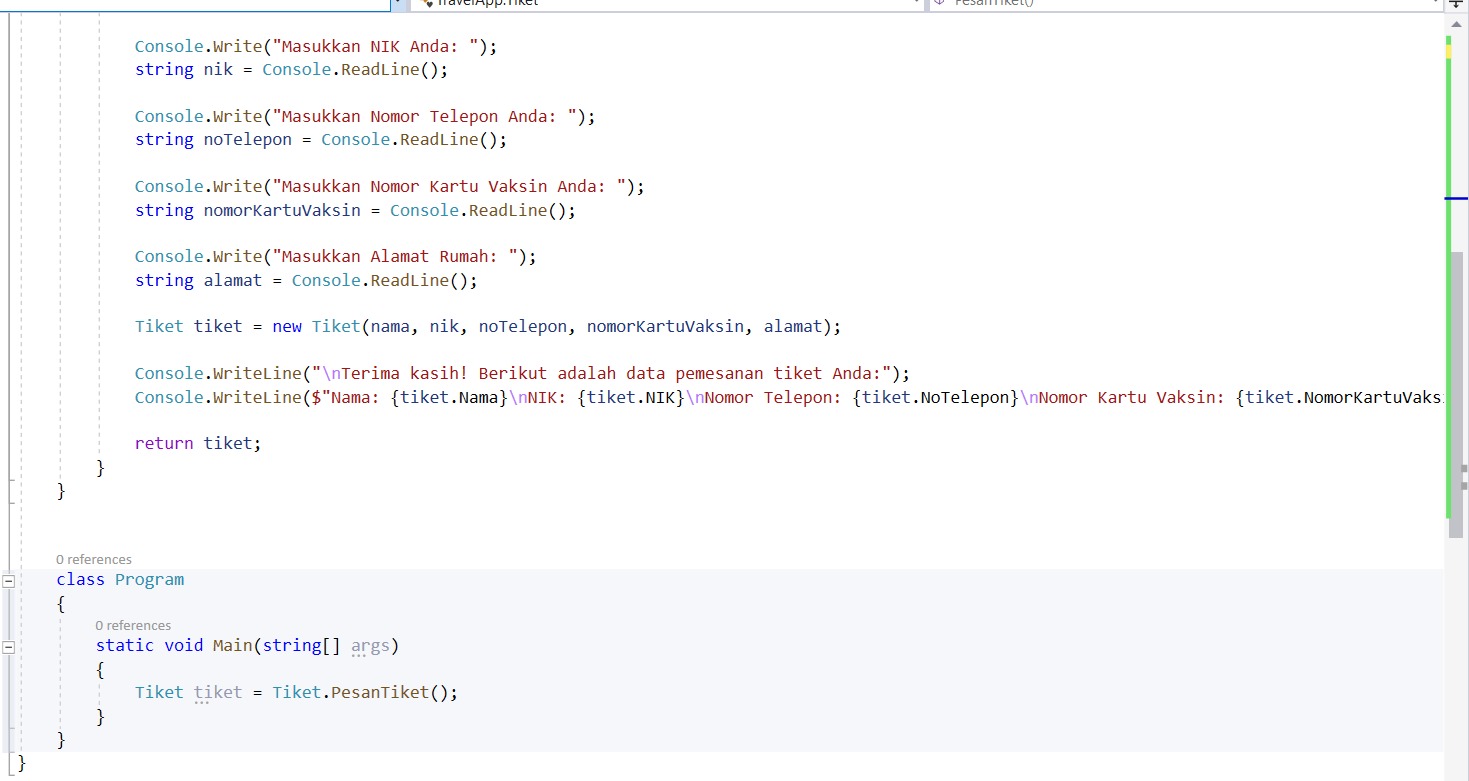 TravelApp.Tiket PesanTiket()
Console.Write("Masukkan NIK Anda: ");
string nik = Console.ReadLine();
Console.Write("Masukkan Nomor Telepon Anda: ");
string noTelepon = Console.ReadLine();
Console.Write("Masukkan Nomor Kartu Vaksin Anda: ");
string nomorKartuVaksin = Console.ReadLine();
Console.Write("Masukkan Alamat Rumah: ");
string alamat = Console.ReadLine();
Tiket tiket = new Tiket(nama, nik, noTelepon, nomorKartuVaksin, alamat);
Console.WriteLine("\nTerima kasih! Berikut adalah data pemesanan tiket Anda:");
Console.WriteLine($"Nama: {tiket.Nama}\nNIK: {tiket.NIK}\nNomor Telepon: {tiket.NoTelepon}\nNomor Kartu Vaksin: {tiket.NomorKartuVaks
return tiket;
}
}
0 references
class Program
{
0 references
static void Main(string[] args)
{
Tiket tiket = Tiket.PesanTiket();
}
}
}